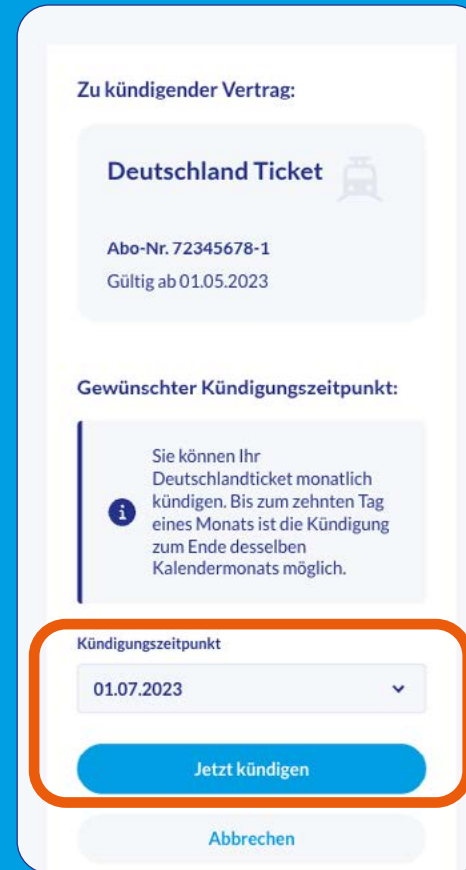 Zu kündigender Vertrag:
Deutschland Ticket
Abo-Nr. 72345678-1
Gültig ab 01.05.2023
Gewünschter Kündigungszeitpunkt:
Sie können Ihr
Deutschlandticket monatlich
kündigen. Bis zum zehnten Tag
eines Monats ist die Kündigung
zum Ende desselben
Kalendermonats möglich.
Kündigungszeitpunkt
01.07.2023
Jetzt kündigen
Abbrechen